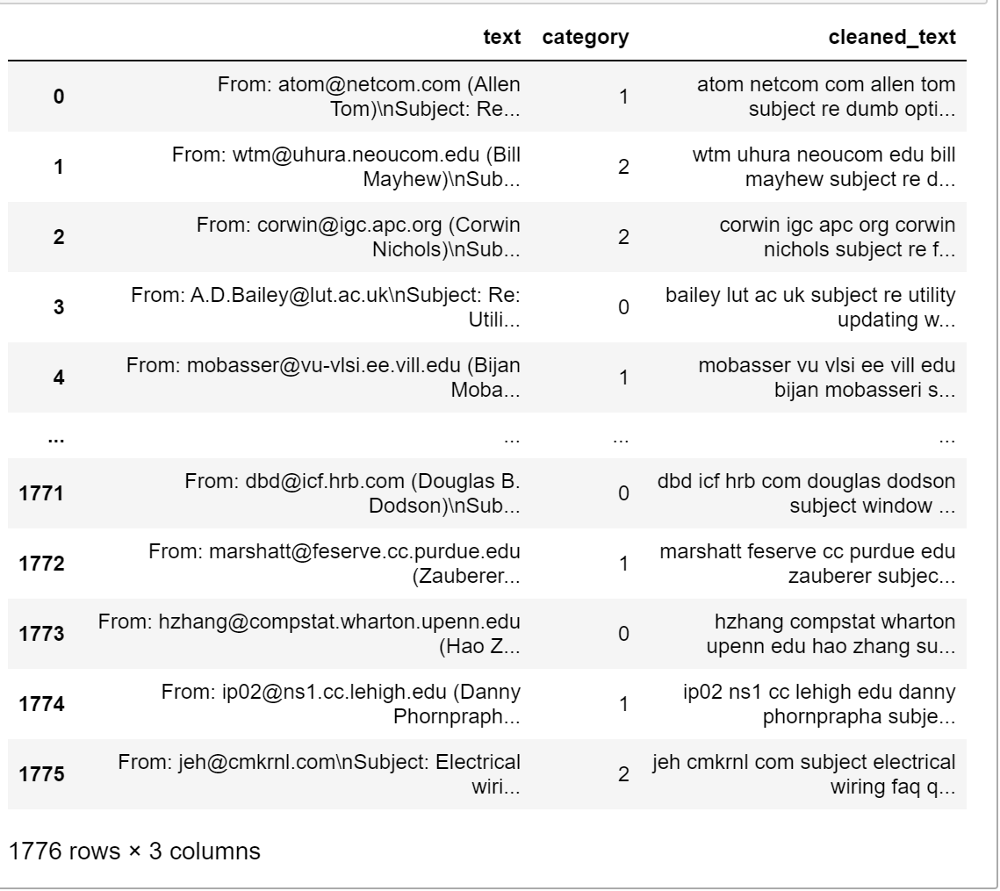 text category cleaned_text
0 From: atom@netcom.com (Allen Tom)\nSubject: Re... 1 atom netcom com allen tom subject re dumb opti...
1 From: wtm@uhura.neoucom.edu (Bill Mayhew)\nSub... 2 wtm uhura neoucom edu bill mayhew subject re d...
2 From: corwin@igc.apc.org (Corwin Nichols)\nSub... 2 corwin igc apc org corwin nichols subject re f...
3 From: A.D.Bailey@lut.ac.uk\nSubject: Re: Utili... 0 bailey lut ac uk subject re utility updating w...
4 From: mobasser@vu-vlsi.ee.vill.edu (Bijan Moba... 1 mobasser vu vlsi ee vill edu bijan mobasseri s...
... ... ... ...
1771 From: dbd@icf.hrb.com (Douglas B. Dodson)\nSub... 0 dbd icf hrb com douglas dodson subject window ...
1772 From: marshatt@feserve.cc.purdue.edu (Zauberer... 1 marshatt feserve cc purdue edu zauberer subjec...
1773 From: hzhang@compstat.wharton.upenn.edu (Hao Z... 0 hzhang compstat wharton upenn edu hao zhang su...
1774 From: ip02@ns1.cc.lehigh.edu (Danny Phornpraph... 1 ip02 ns1 cc lehigh edu danny phornprapha subje...
1775 From: jeh@cmkrnl.com\nSubject: Electrical wiri... 2 jeh cmkrnl com subject electrical wiring faq q...
1776 rows × 3 columns